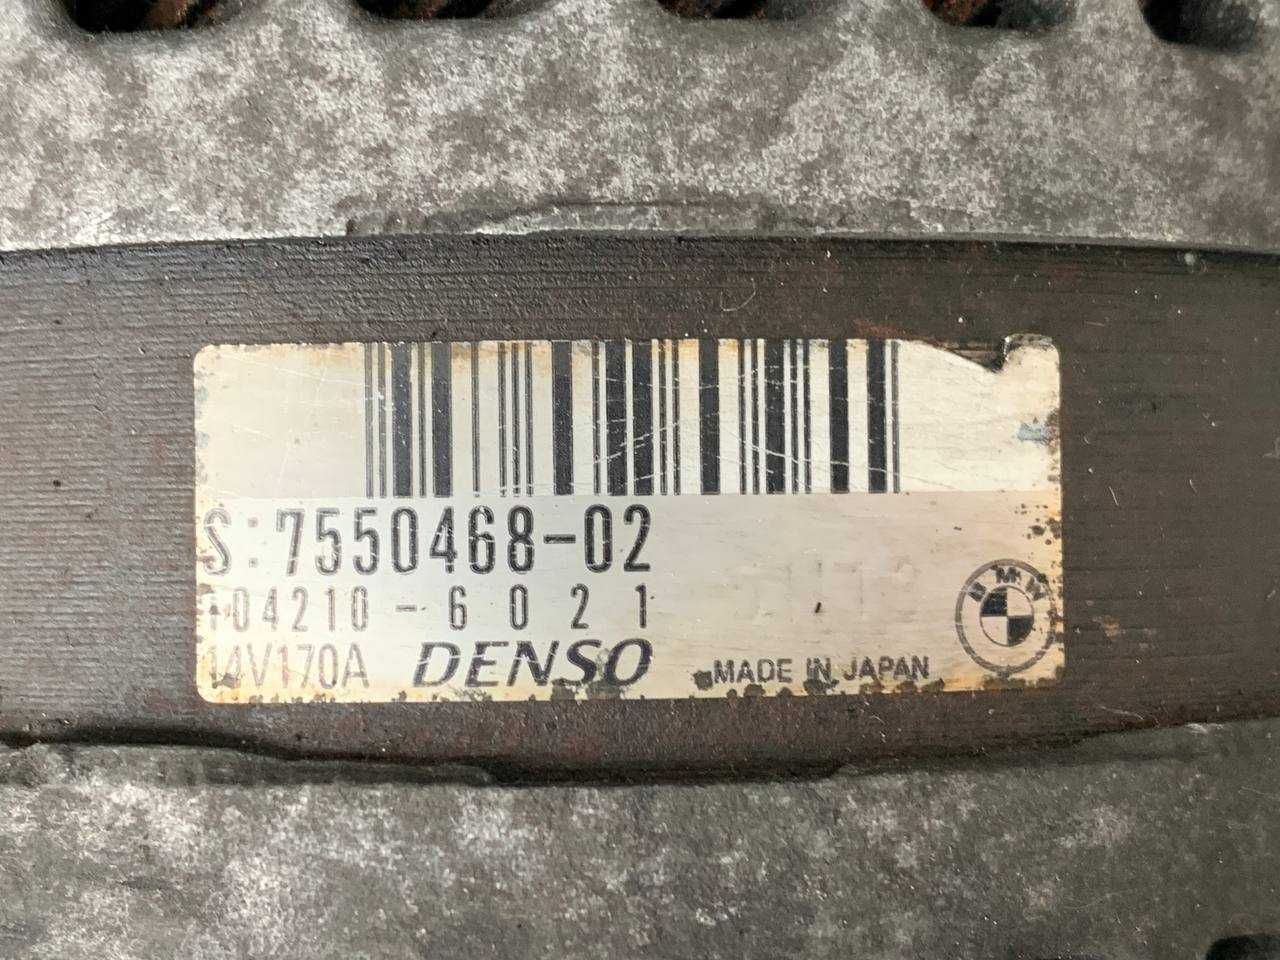 S:7550468-02
104210-6021
14V170A DENSO MADE IN JAPAN
BMW